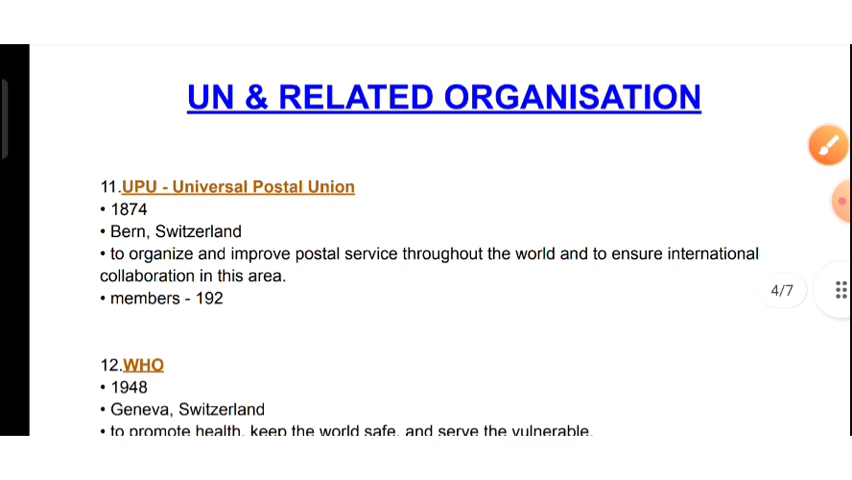 UN & RELATED ORGANISATION
11.UPU - Universal Postal Union
• 1874
• Bern, Switzerland
• to organize and improve postal service throughout the world and to ensure international
collaboration in this area.
• members - 192
4/7
12.WHO
• 1948
• Geneva, Switzerland
• to promote health, keep the world safe, and serve the vulnerable.